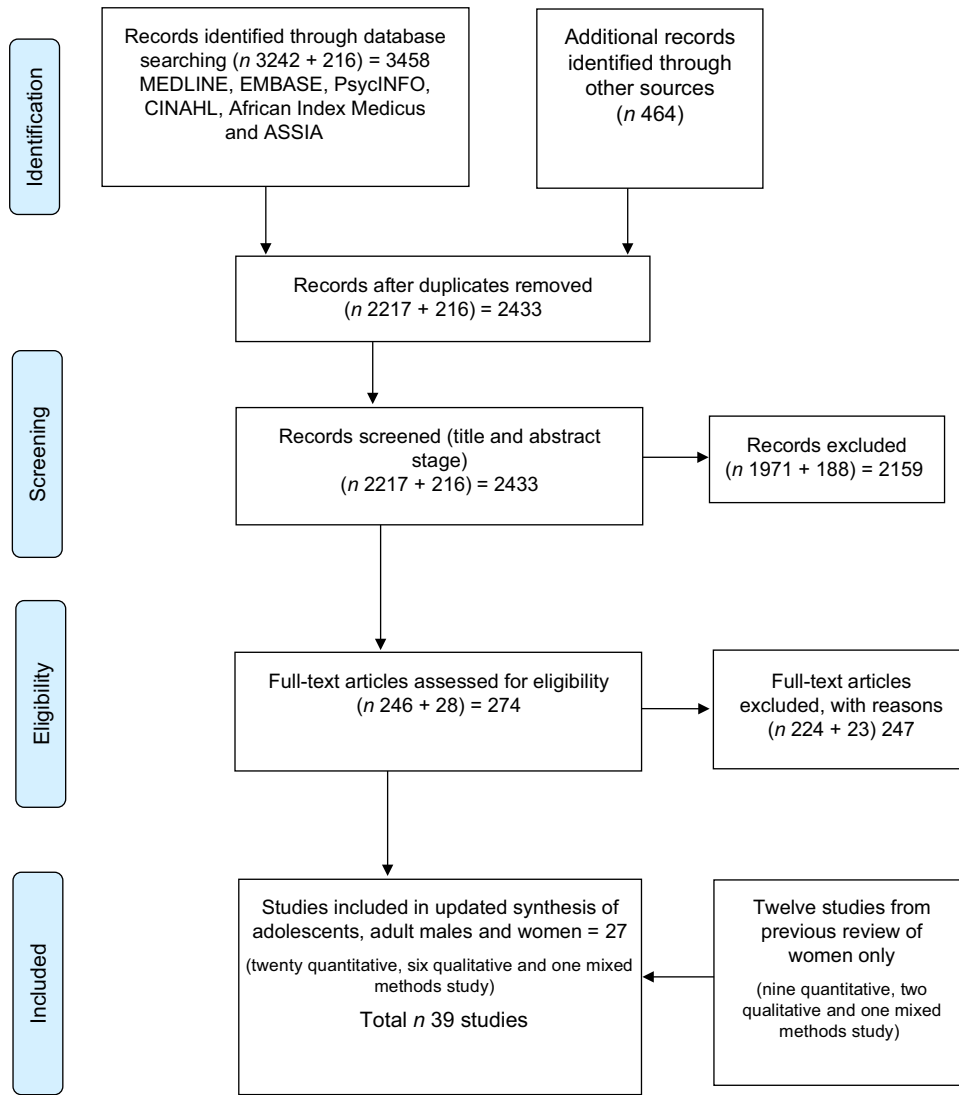 Identification
Records identified through database
searching (n 3242 + 216) = 3458
MEDLINE, EMBASE, PsycINFO,
CINAHL, African Index Medicus
and ASSIA
Additional records
identified through
other sources
(n 464)
Records after duplicates removed
(n 2217 + 216) = 2433
Screening
Records screened (title and abstract
stage)
(n 2217 + 216) = 2433
Records excluded
(n 1971 + 188) = 2159
Eligibility
Full-text articles assessed for eligibility
(n 246 + 28) = 274
Full-text articles
excluded, with reasons
(n 224 + 23) 247
Included
Studies included in updated synthesis of
adolescents, adult males and women = 27
(twenty quantitative, six qualitative and one mixed
methods study)
Total n 39 studies
Twelve studies from
previous review of
women only
(nine quantitative, two
qualitative and one mixed
methods study)